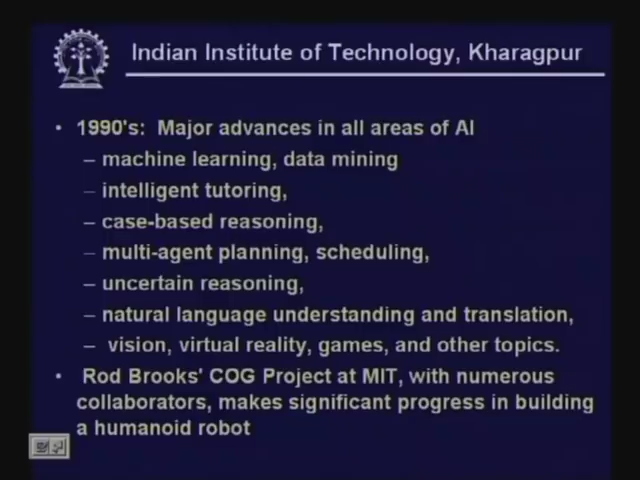 Indian Institute of Technology, Kharagpur
• 1990's: Major advances in all areas of AI
– machine learning, data mining
– intelligent tutoring,
– case-based reasoning,
– multi-agent planning, scheduling,
– uncertain reasoning,
– natural language understanding and translation,
– vision, virtual reality, games, and other topics.
• Rod Brooks' COG Project at MIT, with numerous
collaborators, makes significant progress in building
a humanoid robot